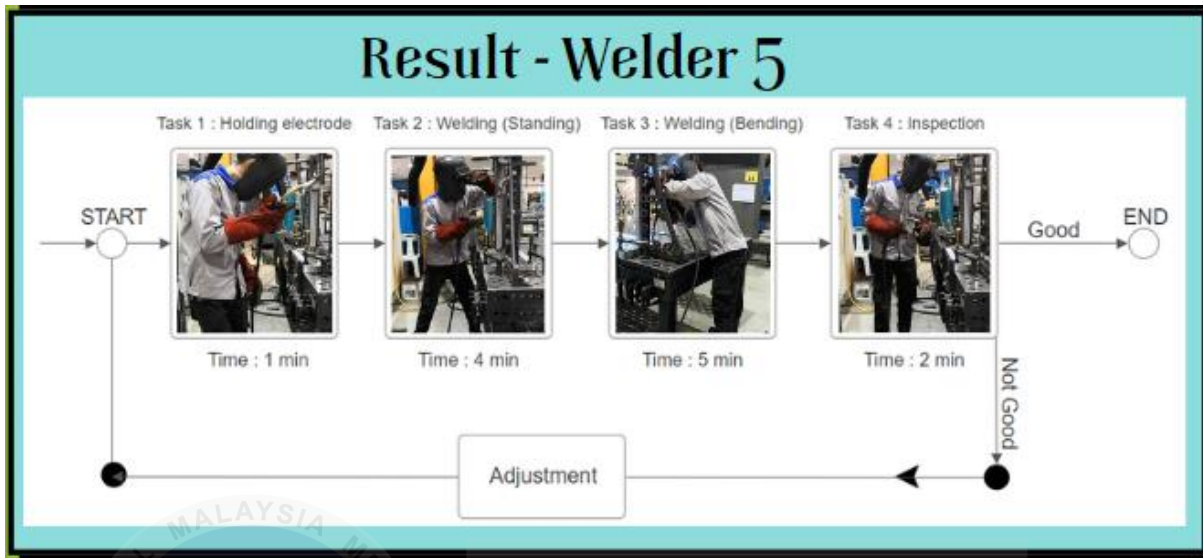 Result - Welder 5
Task 1 : Holding electrode
Task 2 : Welding (Standing)
Task 3 : Welding (Bending)
Task 4 : Inspection
START
Good
END
Time : 1 min
Time : 4 min
Time : 5 min
Time : 2 min
Not Good
Adjustment
MALAYSIA